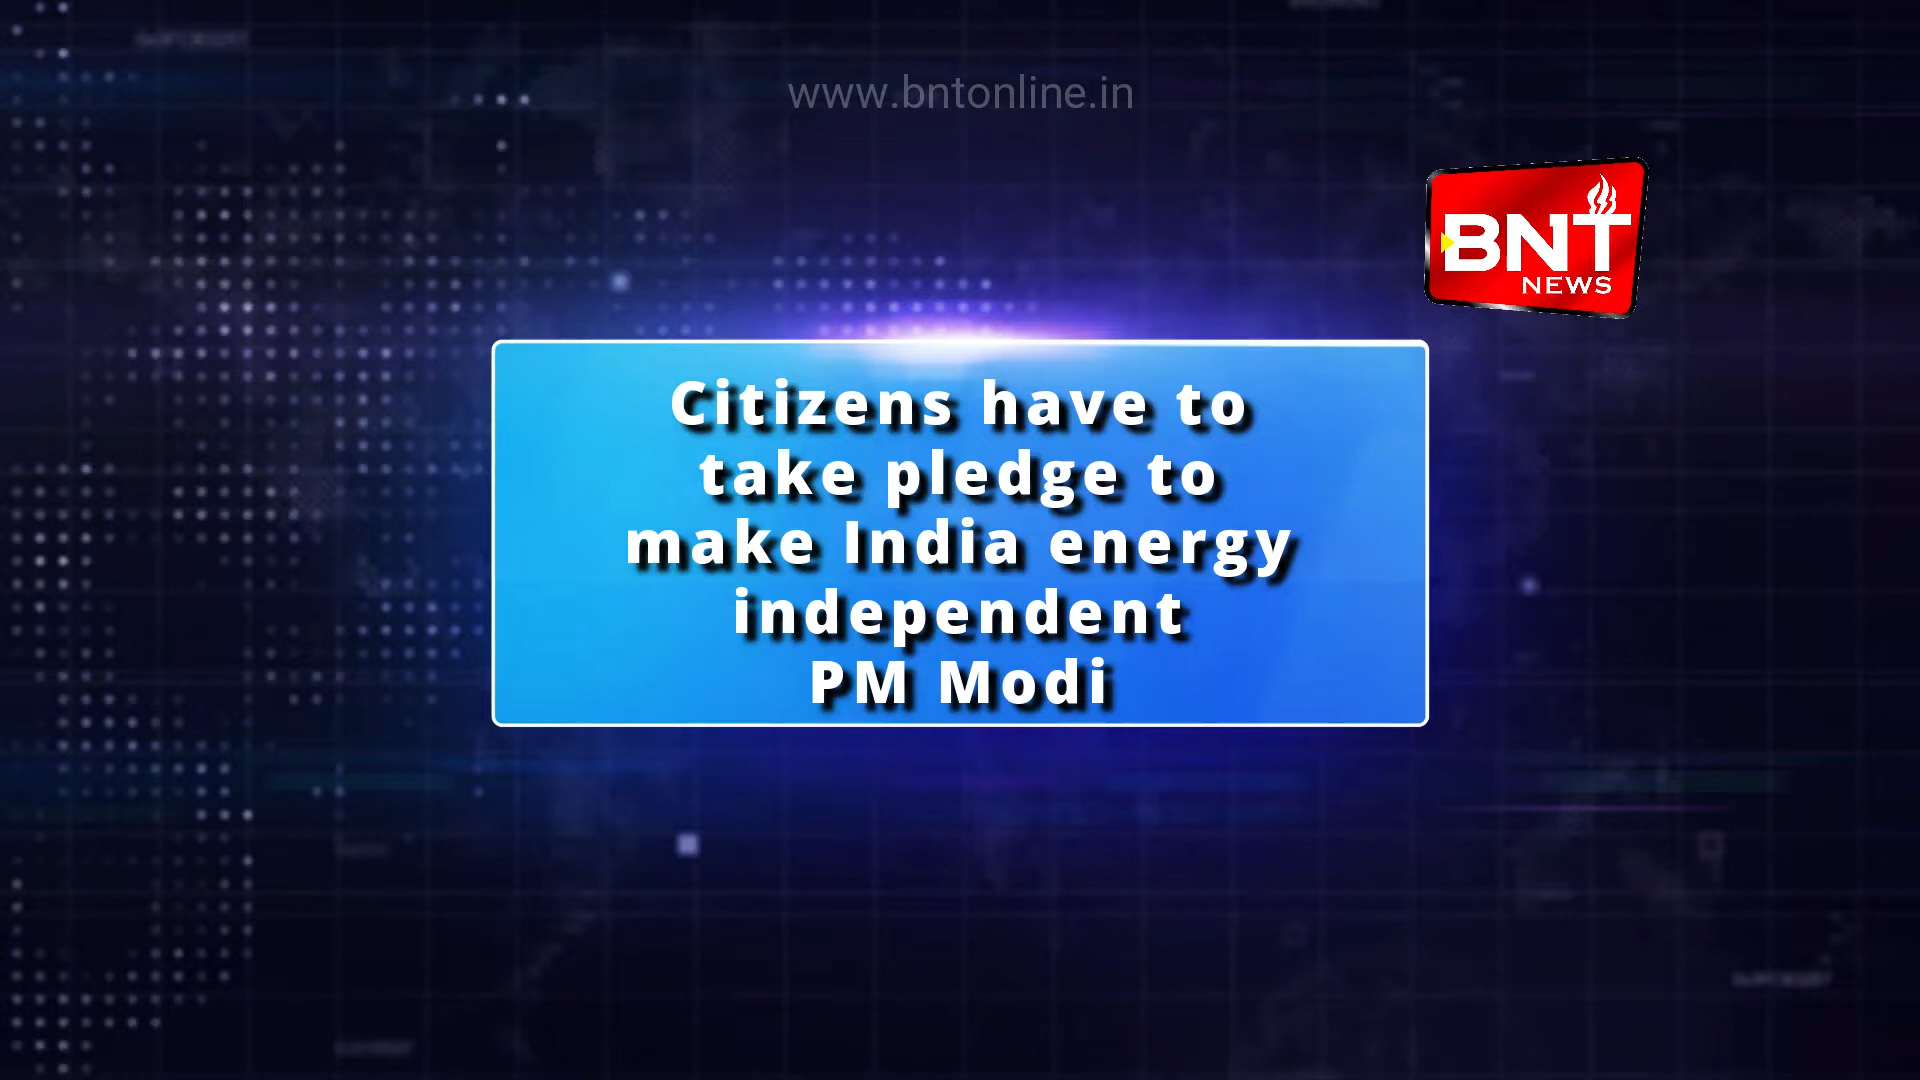 www.bntonline.in
BNT
NEWS
Citizens have to
take pledge to
make India energy
independent
PM Modi